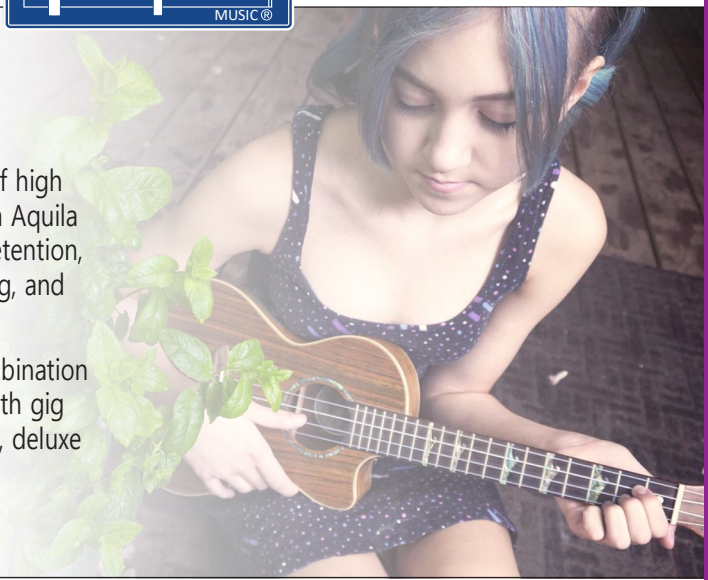 MUSIC®
f high
Aquila
etention,
g, and
bination
th gig
, deluxe